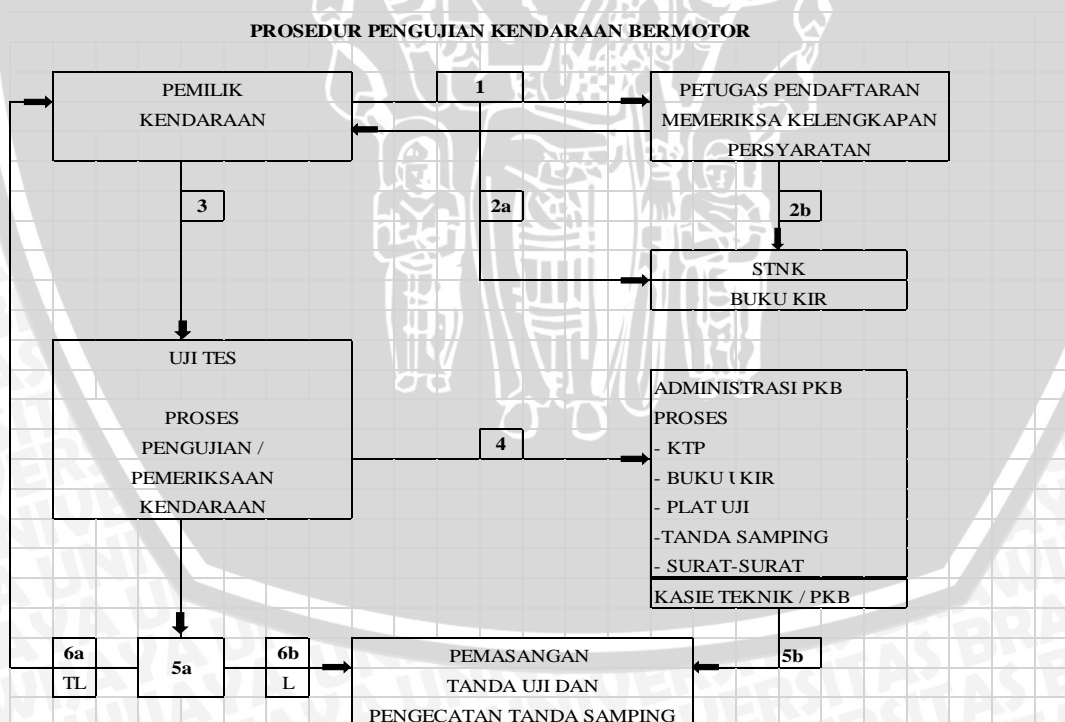 PROSEDUR PENGUJIAN KENDARAAN BERMOTOR
PEMILIK
KENDARAAN
1
PETUGAS PENDAFTARAN
MEMERIKSA KELENGKAPAN
PERSYARATAN
3
2a
2b
STNK
BUKU KIR
UJI TES
PROSES
PENGUJIAN /
PEMERIKSAAN
KENDARAAN
4
ADMINISTRASI PKB
PROSES
- KTP
- BUKU KIR
- PLAT UJI
-TANDA SAMPING
- SURAT-SURAT
KASIE TEKNIK / PKB
6a
TL
5a
6b
L
PEMASANGAN
TANDA UJI DAN
PENGECATAN TANDA SAMPING
5b